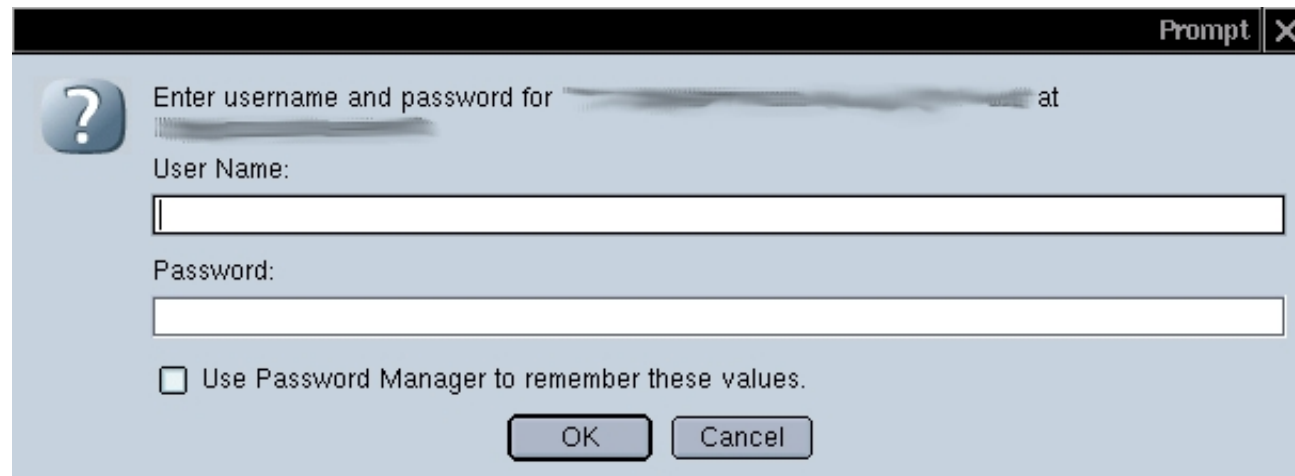 Prompt
Enter username and password for at
User Name:
Password:
Use Password Manager to remember these values.
OK Cancel